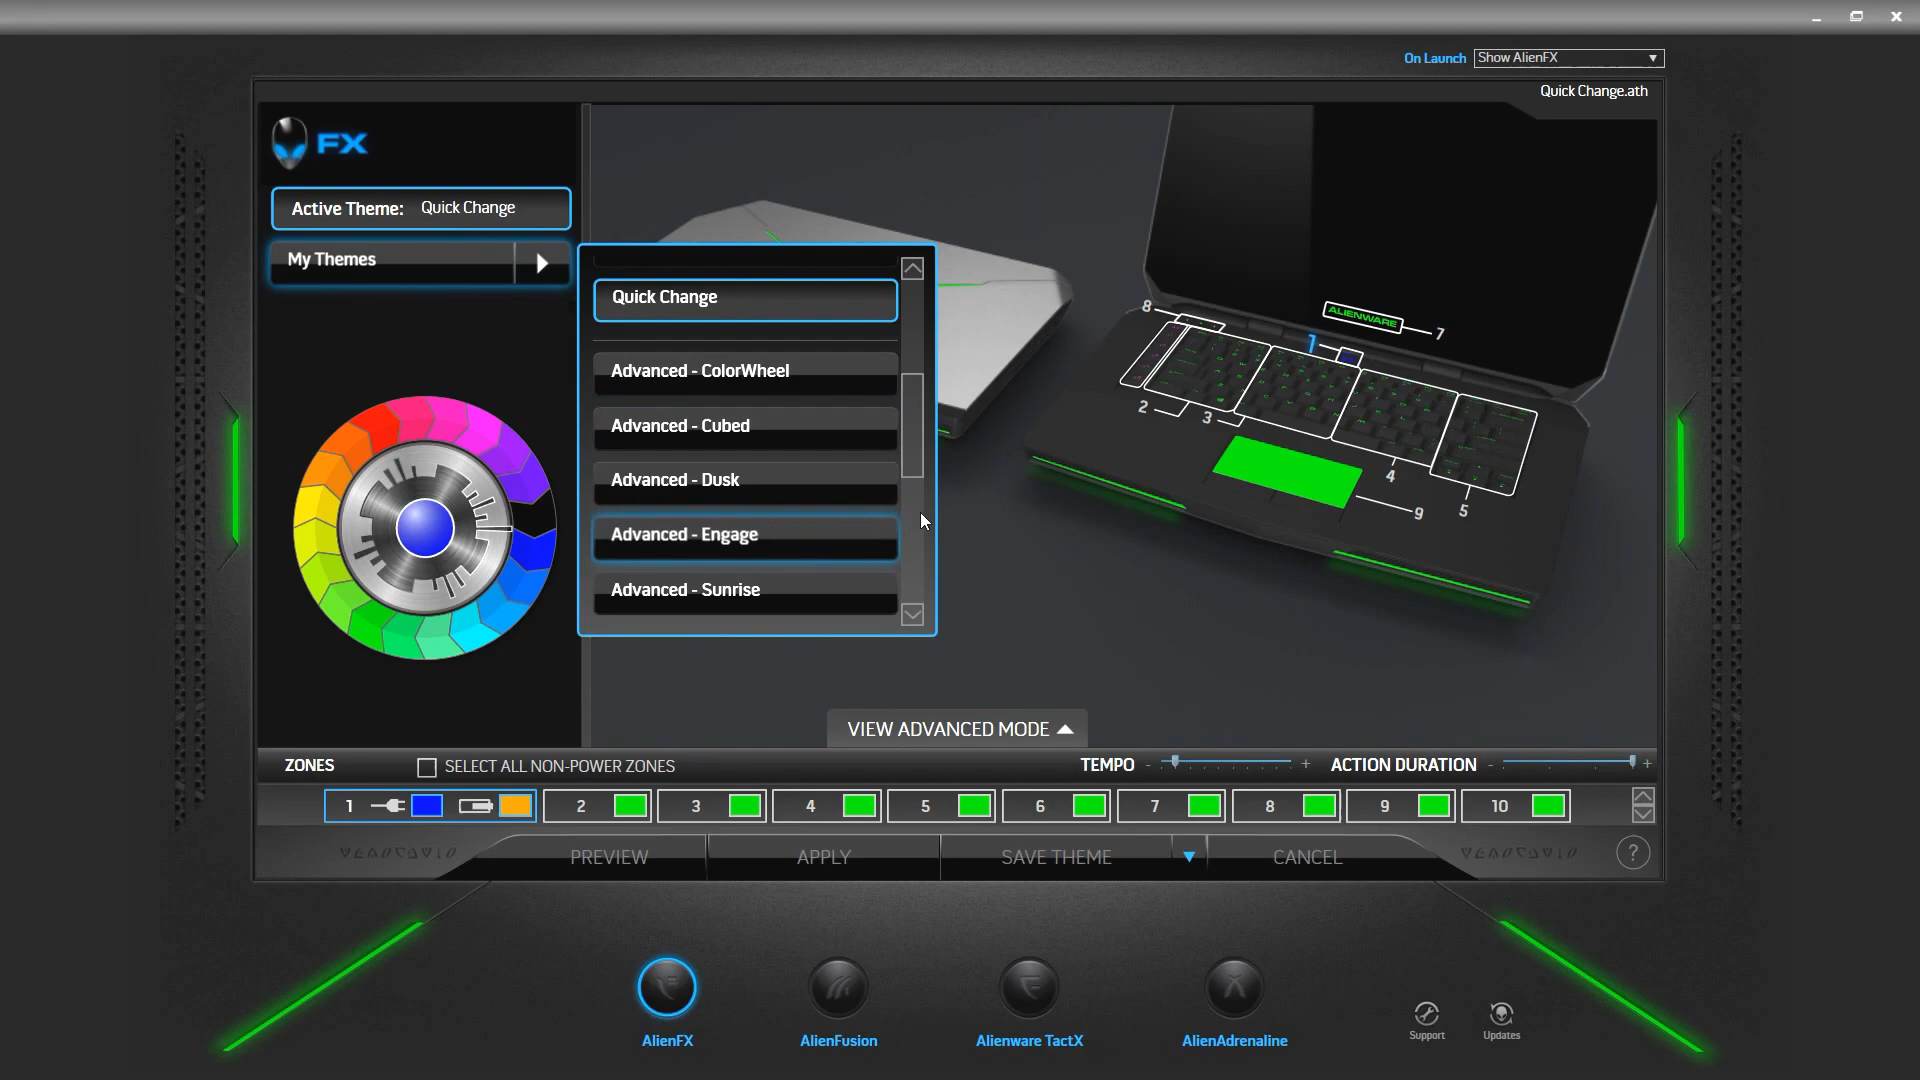 On Launch Show AlienFX
Quick Change.ath
FX
Active Theme: Quick Change
My Themes
Quick Change
Advanced - ColorWheel
Advanced - Cubed
Advanced - Dusk
Advanced - Engage
Advanced - Sunrise
ALIENWARE
8
7
1
2
3
4
5
9
VIEW ADVANCED MODE
ZONES SELECT ALL NON-POWER ZONES TEMPO - + ACTION DURATION - +
1 2 3 4 5 6 7 8 9 10
PREVIEW APPLY SAVE THEME CANCEL ?
AlienFX AlienFusion Alienware TactX AlienAdrenaline
Support Updates